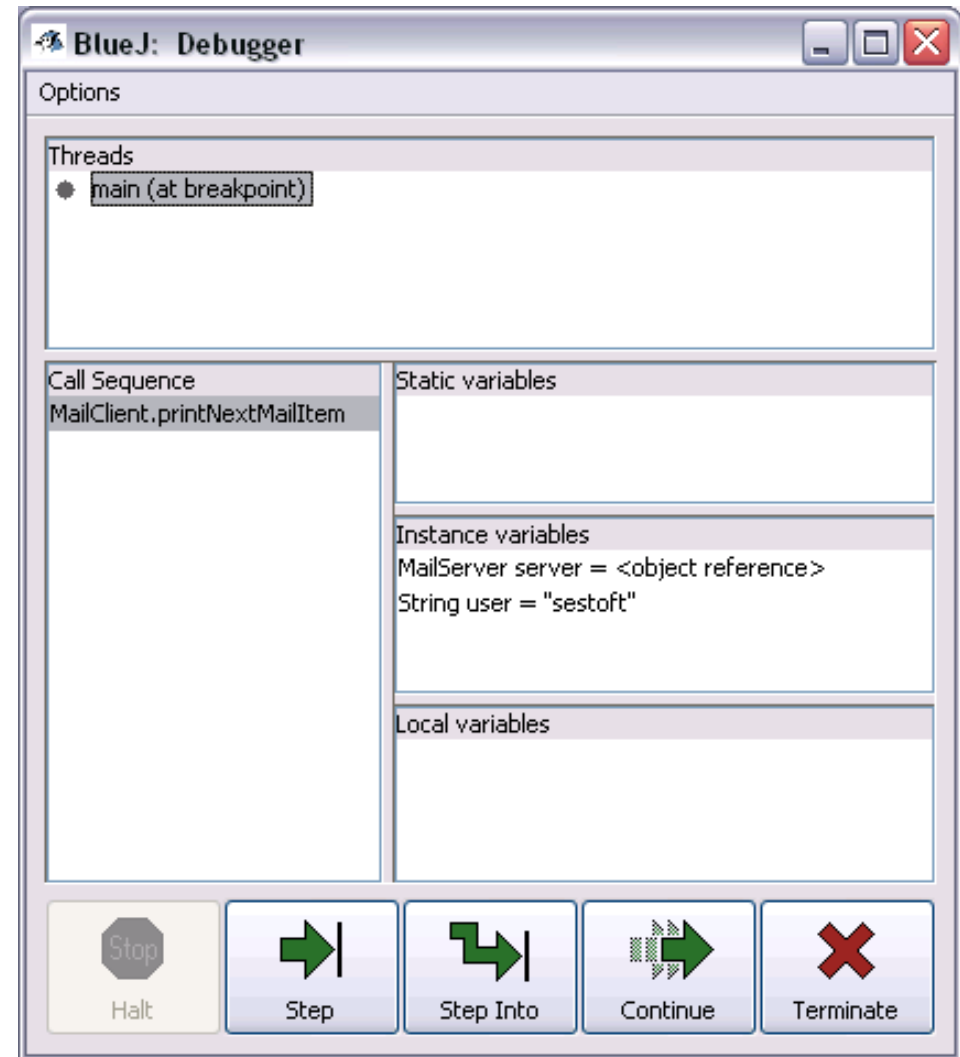 BlueJ: Debugger
Options
Threads
main (at breakpoint)
Call Sequence
MailClient.printNextMailItem
Static variables
Instance variables
MailServer server = <object reference>
String user = "sestoft"
Local variables
Stop
Halt
Step
Step Into
Continue
Terminate